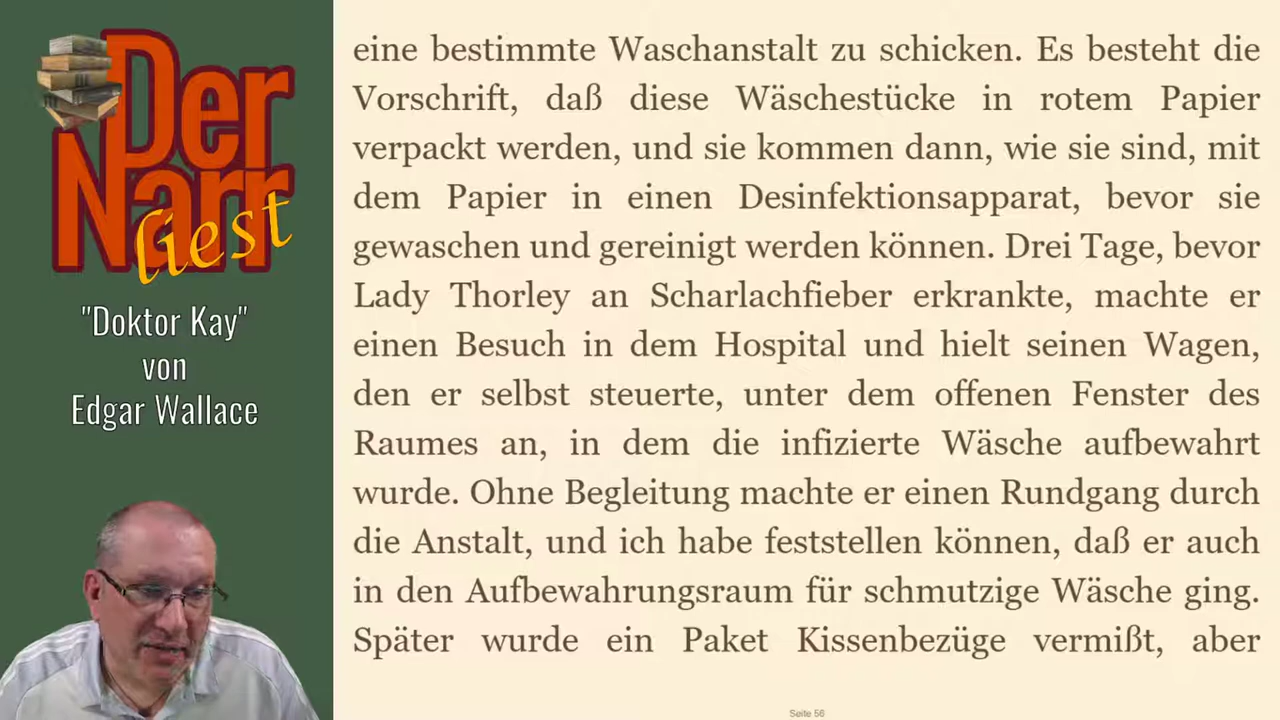 Der
Narr
liest
"Doktor Kay"
von
Edgar Wallace
eine bestimmte Waschanstalt zu schicken. Es besteht die
Vorschrift, daß diese Wäschestücke in rotem Papier
verpackt werden, und sie kommen dann, wie sie sind, mit
dem Papier in einen Desinfektionsapparat, bevor sie
gewaschen und gereinigt werden können. Drei Tage, bevor
Lady Thorley an Scharlachfieber erkrankte, machte er
einen Besuch in dem Hospital und hielt seinen Wagen,
den er selbst steuerte, unter dem offenen Fenster des
Raumes an, in dem die infizierte Wäsche aufbewahrt
wurde. Ohne Begleitung machte er einen Rundgang durch
die Anstalt, und ich habe feststellen können, daß er auch
in den Aufbewahrungsraum für schmutzige Wäsche ging.
Später wurde ein Paket Kissenbezüge vermißt, aber
Seite 56